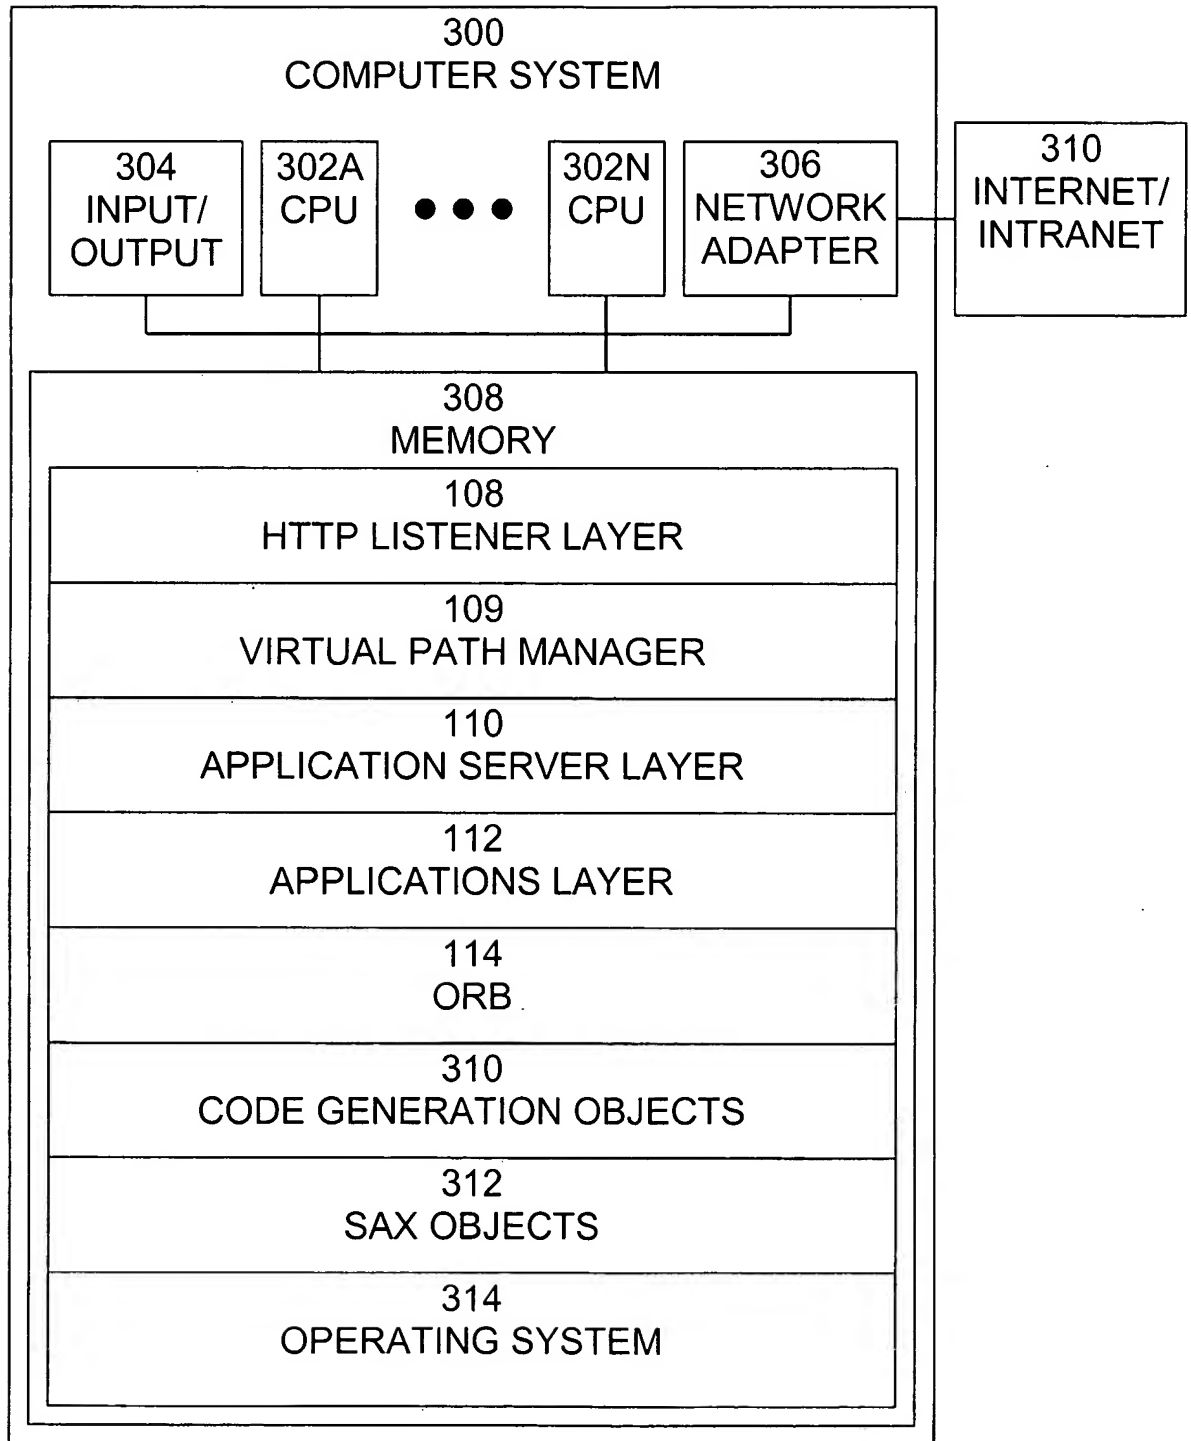 300
COMPUTER SYSTEM
304
INPUT/
OUTPUT
302A
CPU
302N
CPU
306
NETWORK
ADAPTER
310
INTERNET/
INTRANET
308
MEMORY
108
HTTP LISTENER LAYER
109
VIRTUAL PATH MANAGER
110
APPLICATION SERVER LAYER
112
APPLICATIONS LAYER
114
ORB
310
CODE GENERATION OBJECTS
312
SAX OBJECTS
314
OPERATING SYSTEM